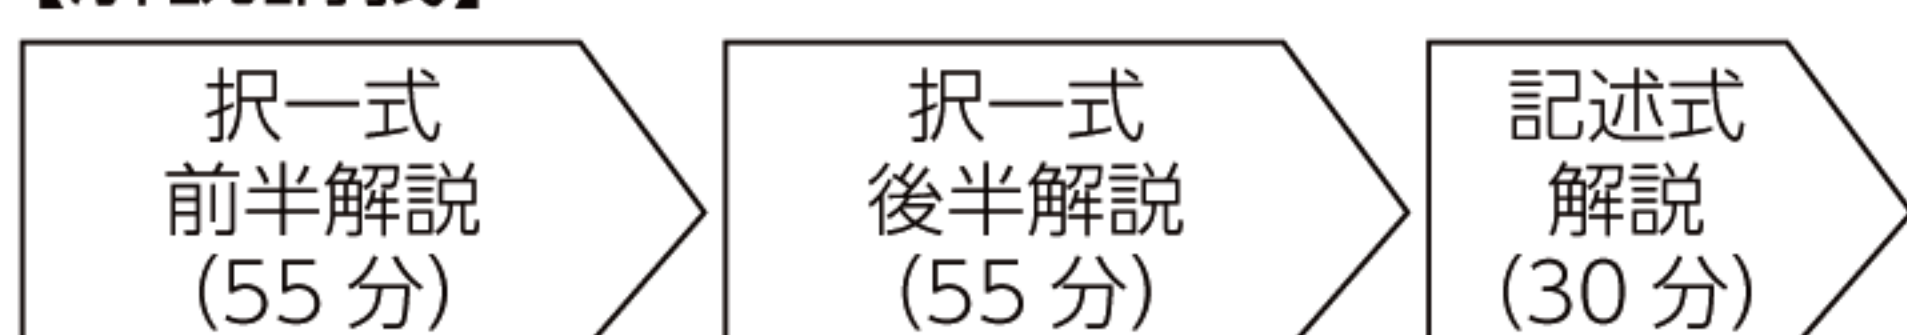 択一式
前半解説
(55 分)
択一式
後半解説
(55 分)
記述式
解説
(30 分)